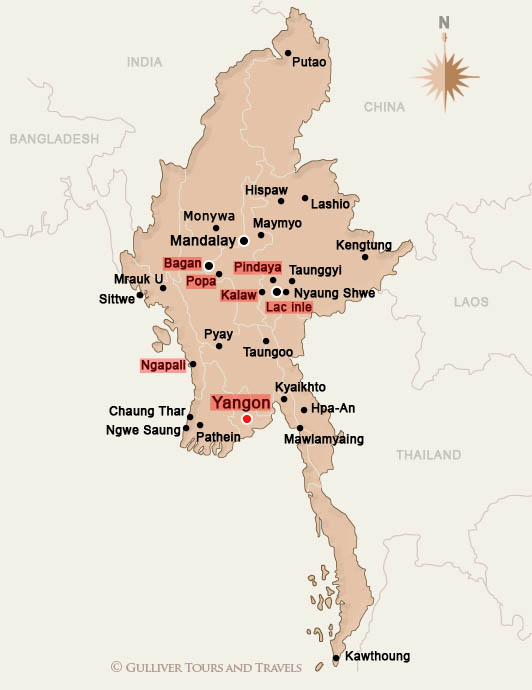 N
Putao
INDIA
CHINA
BANGLADESH
Hispaw
Lashio
Monywa
Maymyo
Mandalay
Kengtung
Bagan
Pindaya
Taunggyi
Popa
Mrauk U
Kalaw
Nyaung Shwe
Sittwe
Lac Inle
LAOS
Pyay
Taungoo
Ngapali
Kyaikhto
Yangon
Hpa-An
Chaung Thar
Ngwe Saung
Pathein
Mawlamyaing
THAILAND
Kawthoung
© GULLIVER TOURS AND TRAVELS